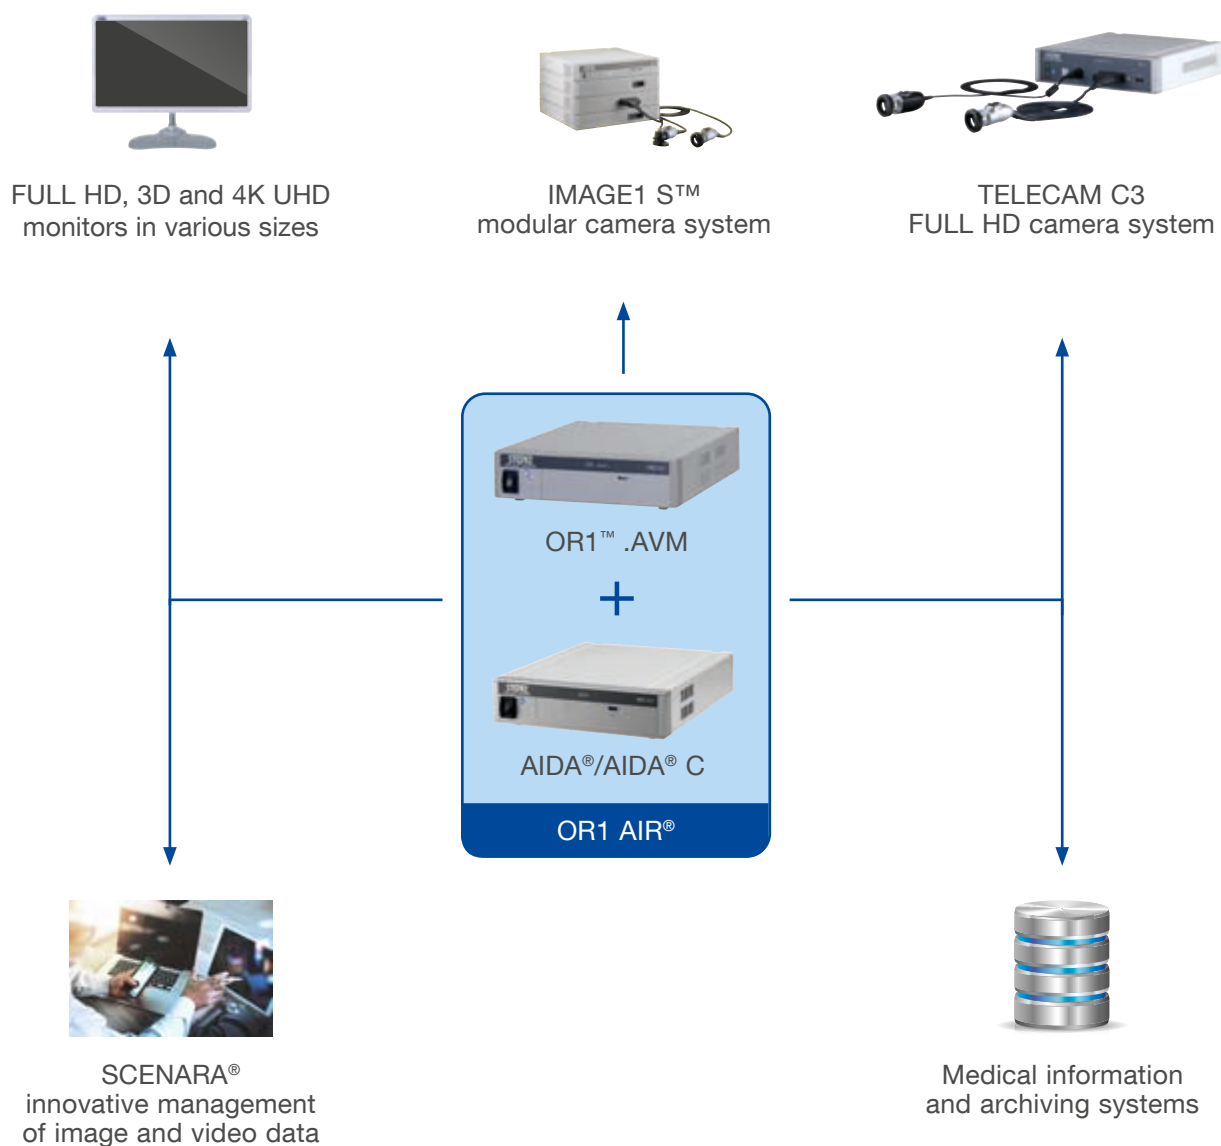 FULL HD, 3D and 4K UHD
monitors in various sizes
IMAGE1 S™
modular camera system
TELECAM C3
FULL HD camera system
STORZ
OR1™ .AVM
+
STORZ
AIDA®/AIDA® C
OR1 AIR®
SCENARA®
innovative management
of image and video data
Medical information
and archiving systems